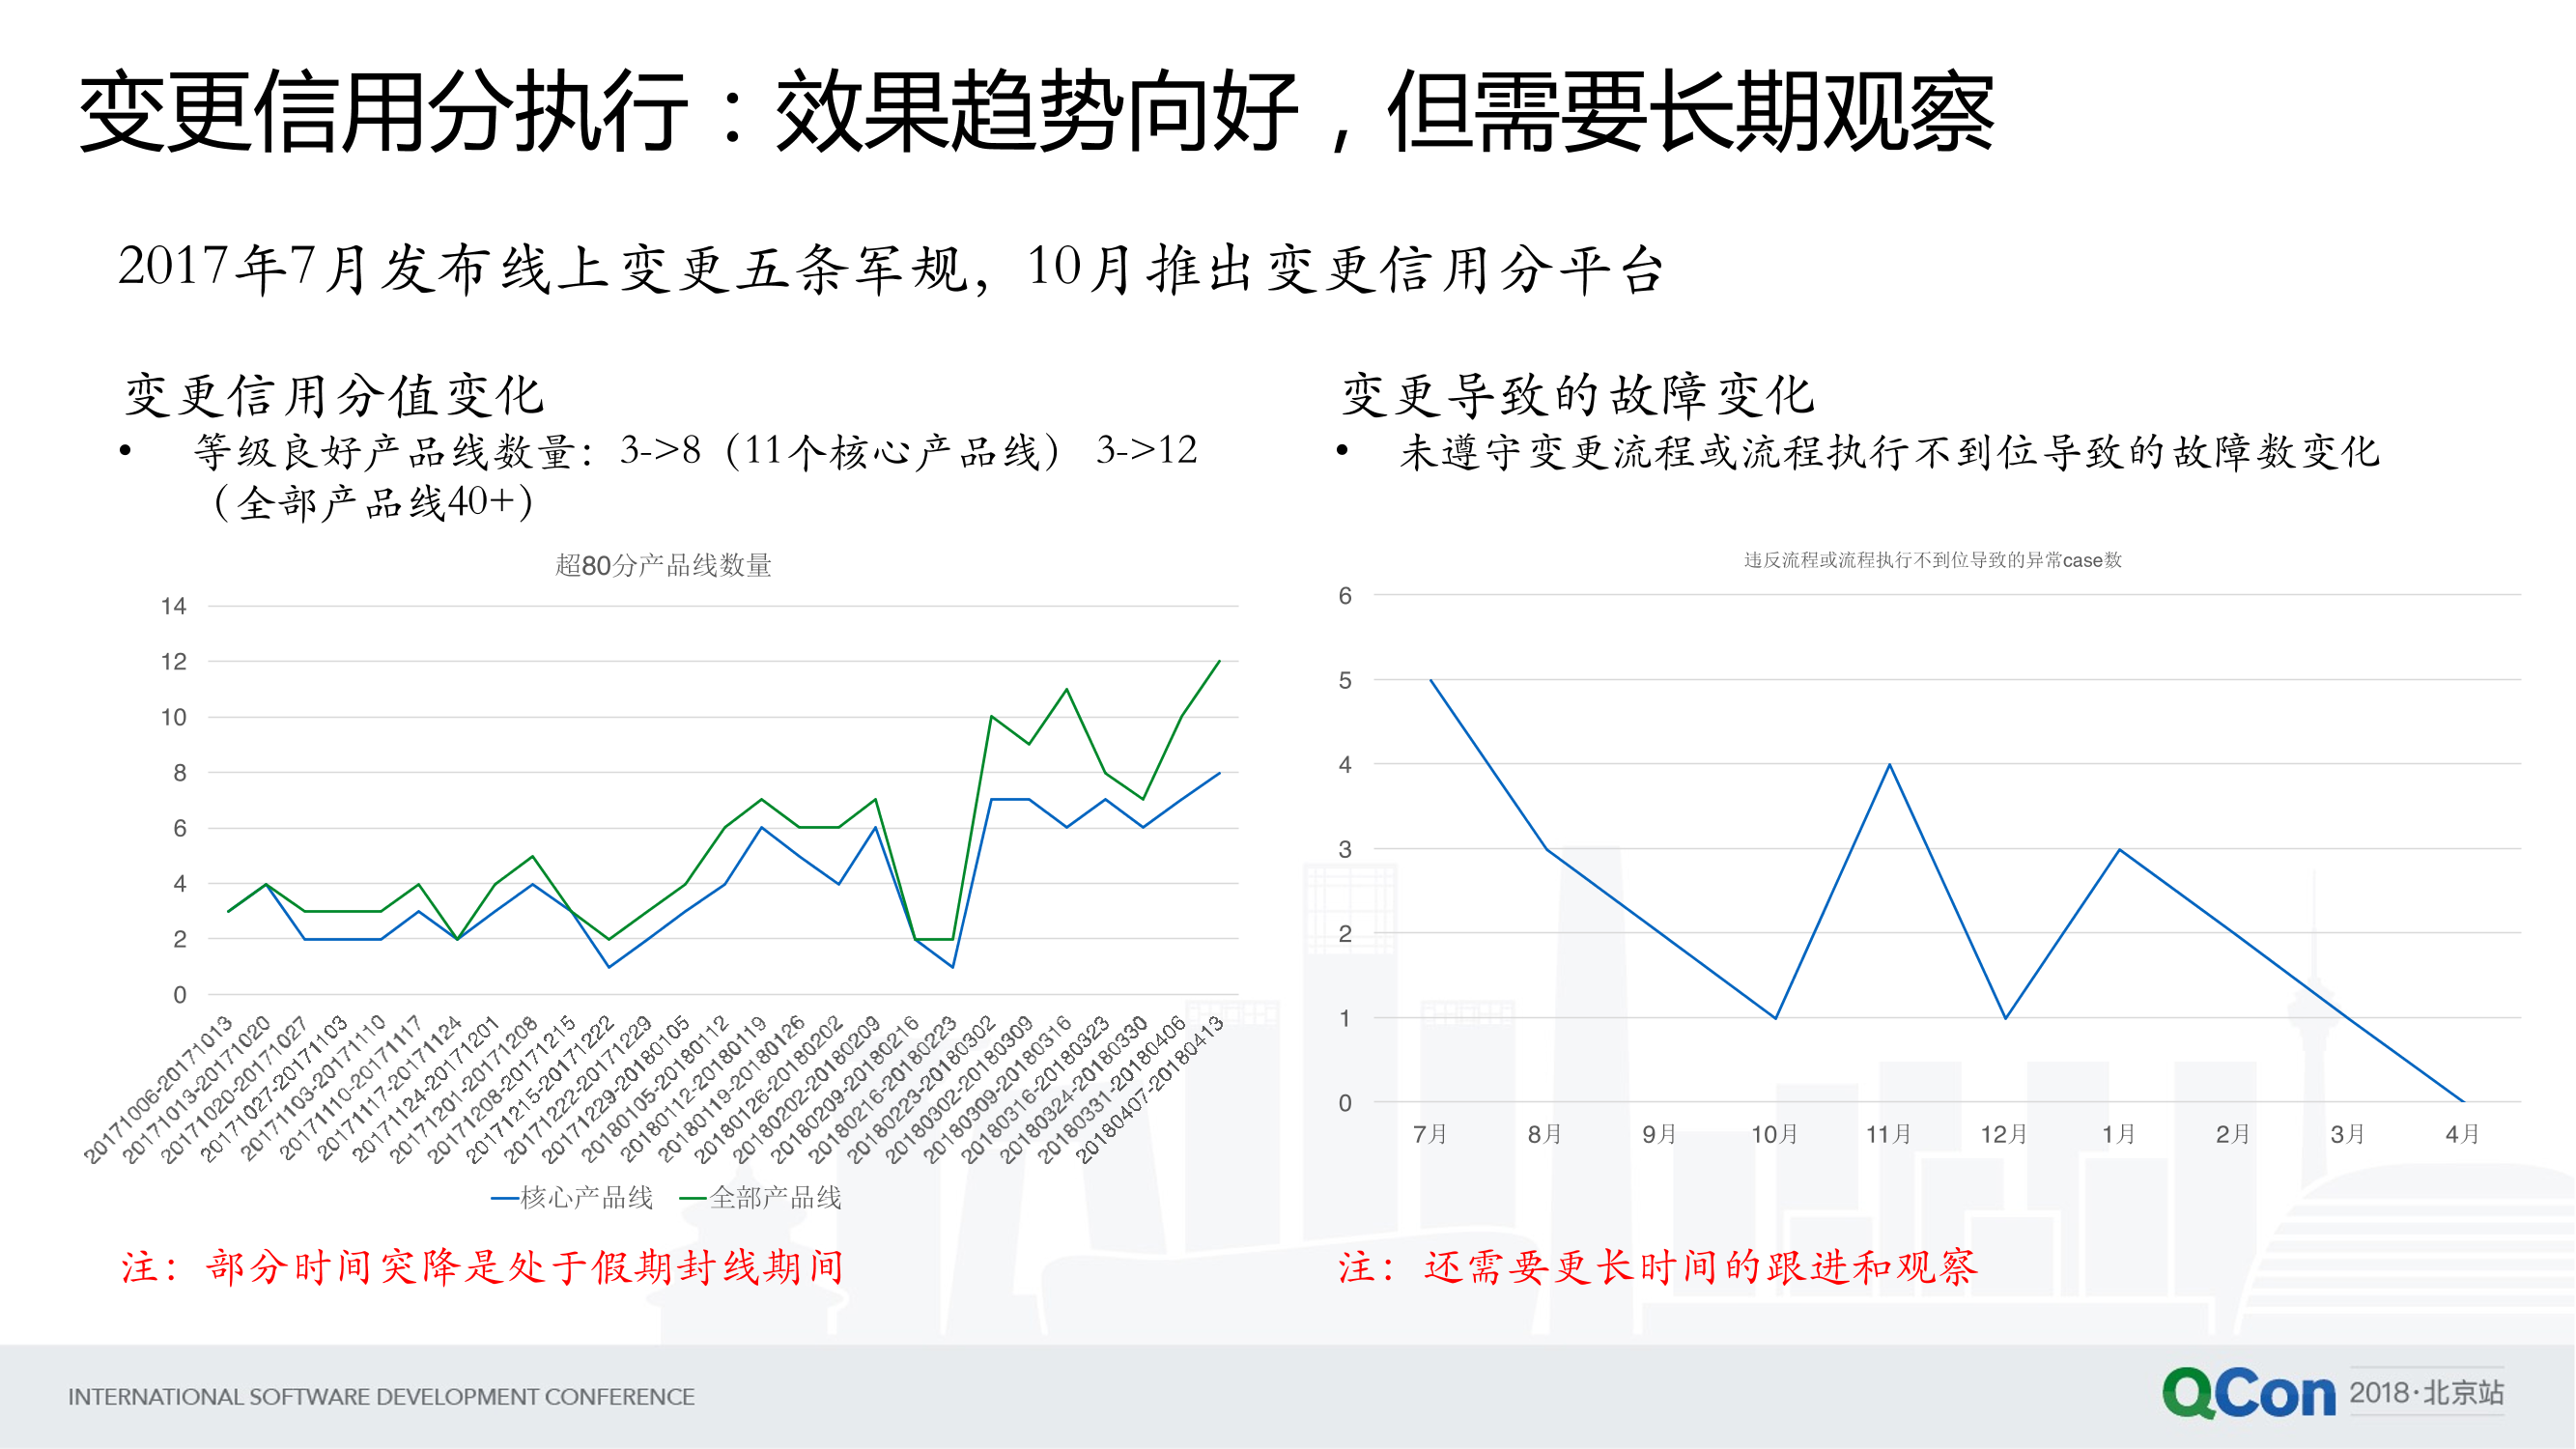 变更信用分执行：效果趋势向好，但需要长期观察
2017年7月发布线上变更五条军规，10月推出变更信用分平台
变更信用分值变化
• 等级良好产品线数量：3->8（11个核心产品线） 3->12
（全部产品线40+）
超80分产品线数量
14
12
10
8
6
4
2
0
20171006-20171013
20171013-20171020
20171020-20171027
20171027-20171103
20171103-20171110
20171110-20171117
20171117-20171124
20171124-20171201
20171201-20171208
20171208-20171215
20171215-20171222
20171222-20171229
20171229-20180105
20180105-20180112
20180112-20180119
20180119-20180126
20180126-20180202
20180202-20180209
20180209-20180216
20180216-20180223
20180223-20180302
20180302-20180309
20180309-20180316
20180316-20180323
20180324-20180330
20180331-20180406
20180407-20180413
核心产品线 全部产品线
注：部分时间突降是处于假期封线期间
变更导致的故障变化
• 未遵守变更流程或流程执行不到位导致的故障数变化
违反流程或流程执行不到位导致的异常case数
6
5
4
3
2
1
0
7月 8月 9月 10月 11月 12月 1月 2月 3月 4月
注：还需要更长时间的跟进和观察
INTERNATIONAL SOFTWARE DEVELOPMENT CONFERENCE
QCon 2018·北京站